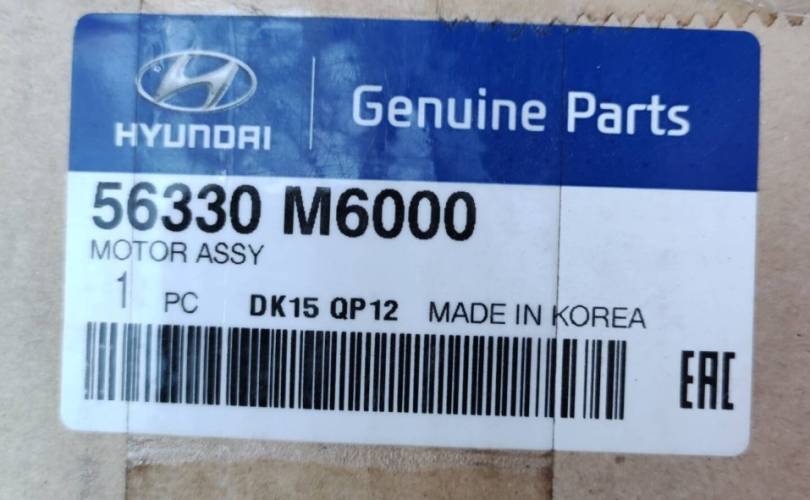 HYUNDAI
Genuine Parts
56330 M6000
MOTOR ASSY
1 PC DK15 QP12 MADE IN KOREA
EAC